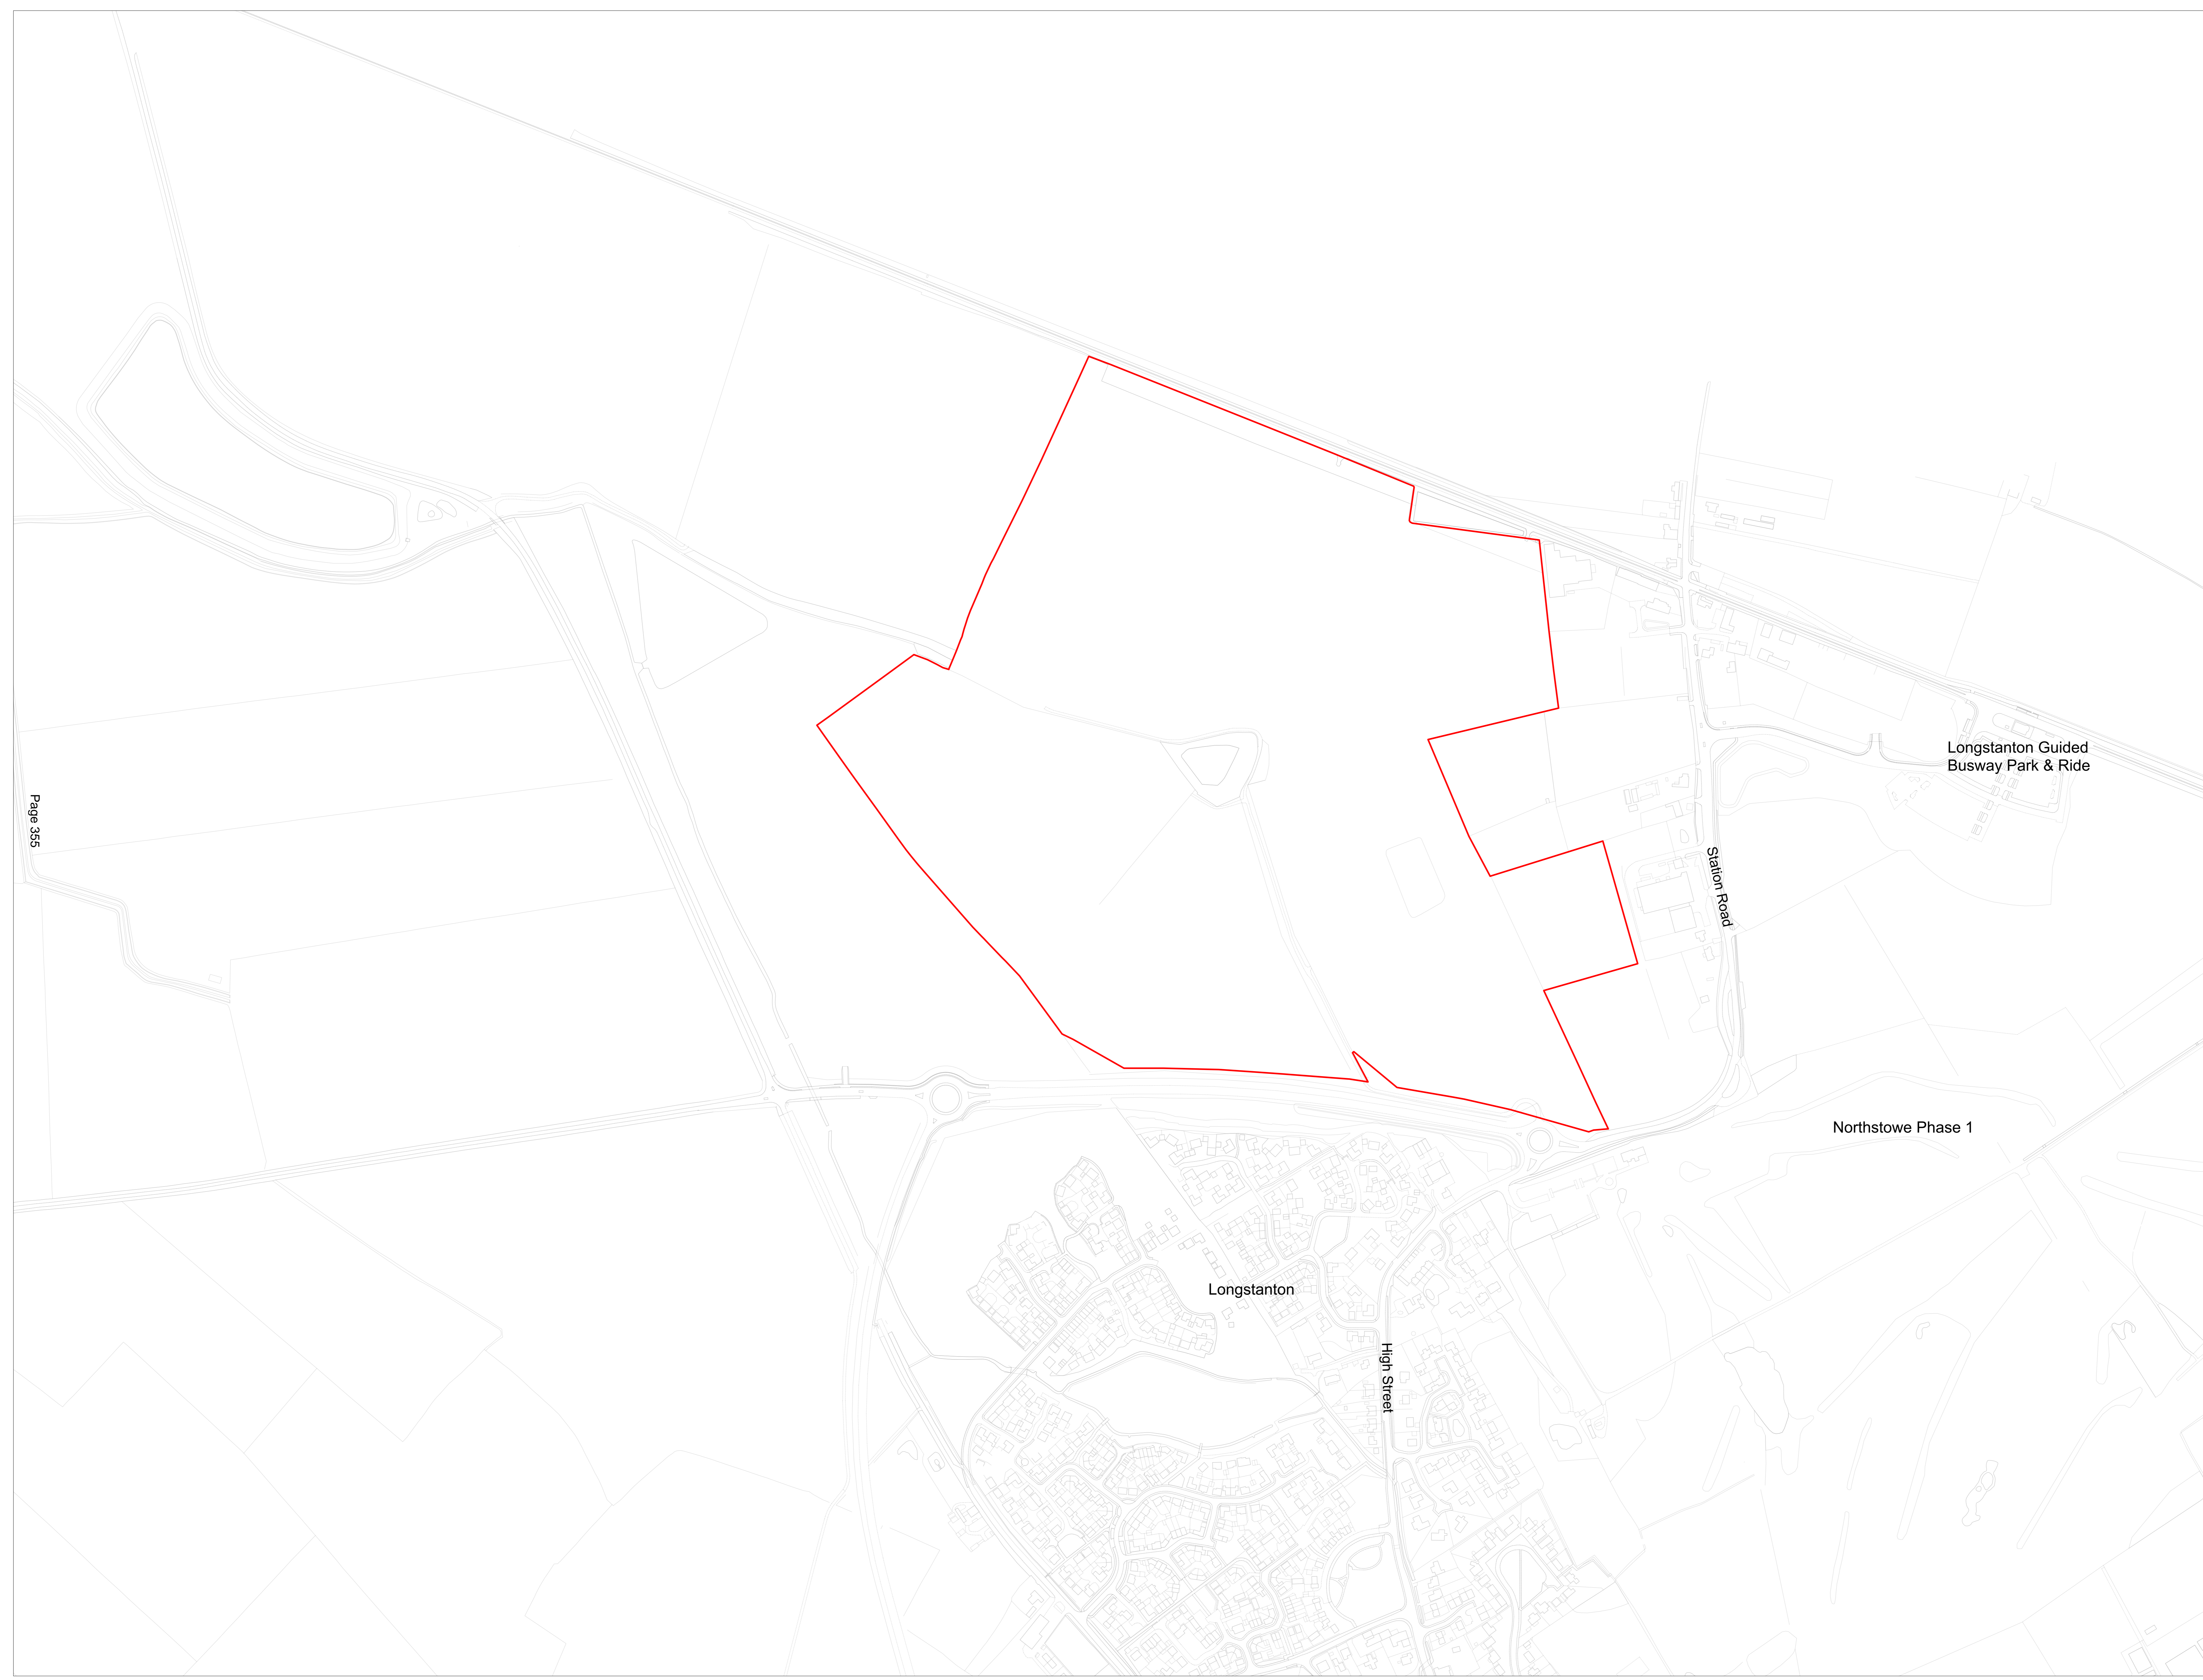 Longstanton Guided
Busway Park & Ride
Page 355
Station Road
Northstowe Phase 1
Longstanton
High Street